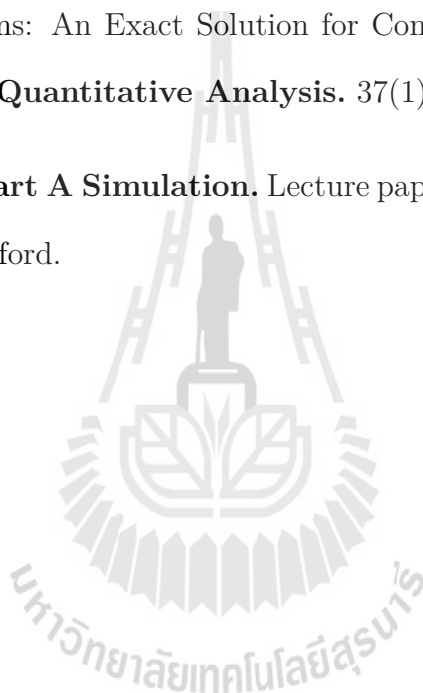 ns: An Exact Solution for Con
Quantitative Analysis. 37(1)
art A Simulation. Lecture pap
ford.
มหาวิทยาลัยเทคโนโลยีสุรนารี